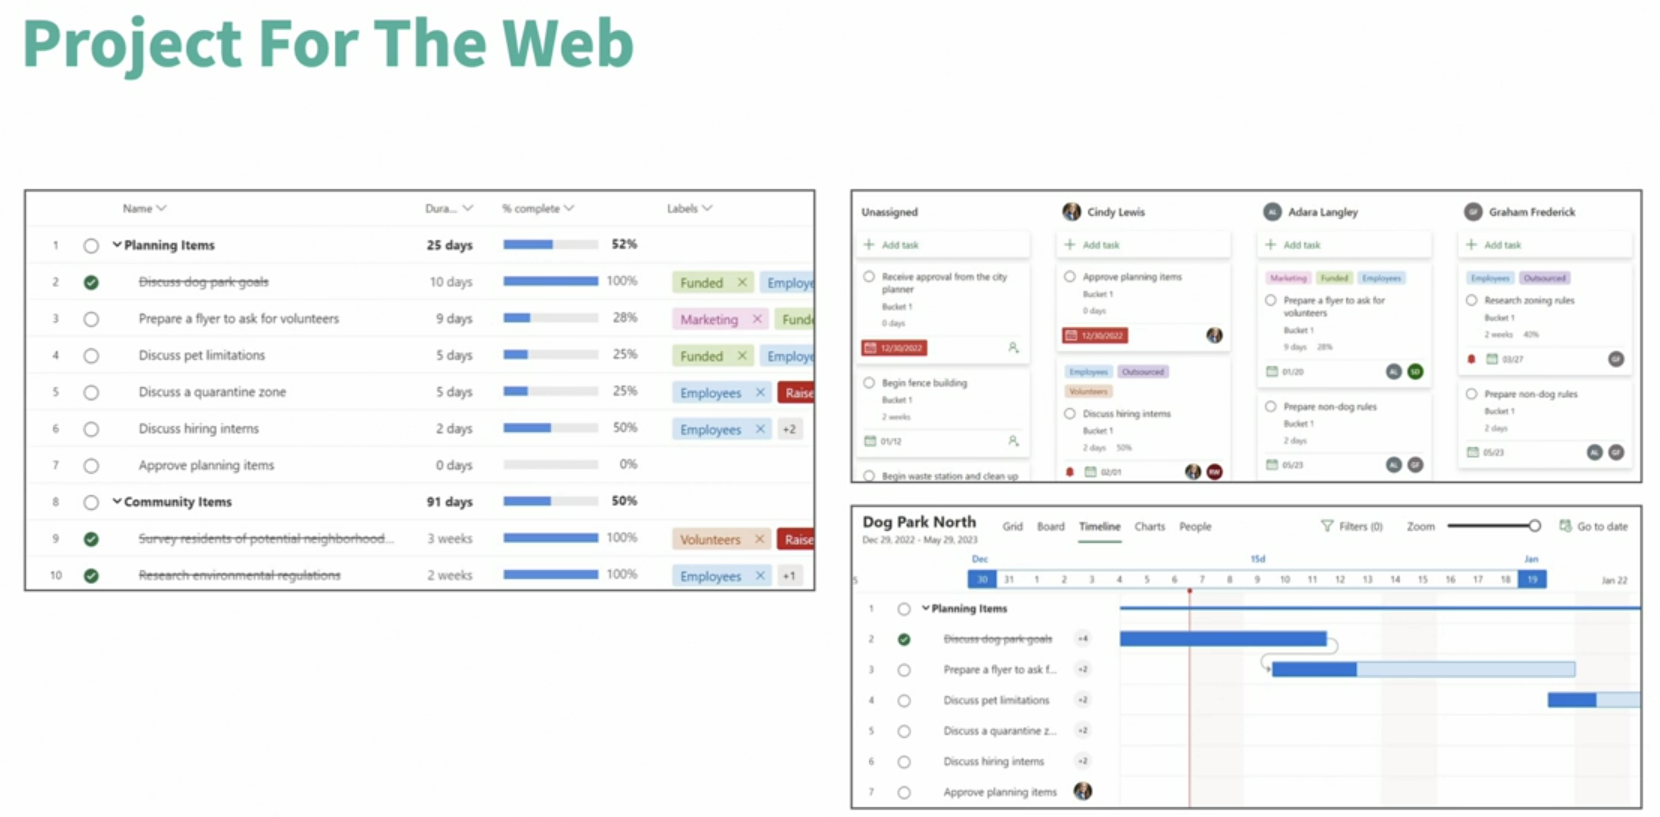 Project For The Web
Name Dura... % complete Labels
1 Planning Items 25 days 52%
2 Discuss dog park goals 10 days 100% Funded × Employe
3 Prepare a flyer to ask for volunteers 9 days 28% Marketing × Fund
4 Discuss pet limitations 5 days 25% Funded × Employe
5 Discuss a quarantine zone 5 days 25% Employees × Raise
6 Discuss hiring interns 2 days 50% Employees × +2
7 Approve planning items 0 days 0%
8 Community Items 91 days 50%
9 Survey residents of potential neighborhood... 3 weeks 100% Volunteers × Raise
10 Research environmental regulations 2 weeks 100% Employees × +1
Unassigned
+ Add task
Receive approval from the city
planner
Bucket 1
0 days
12/30/2022
Begin fence building
Bucket 1
2 weeks
01/12
Begin waste station and clean up
Cindy Lewis
+ Add task
Approve planning items
Bucket 1
0 days
12/30/2022
Employees Outsourced
Volunteers
Discuss hiring interns
Bucket 1
2 days 50%
02/01 RW
AL Adara Langley
+ Add task
Marketing Funded Employees
Prepare a flyer to ask for
volunteers
Bucket 1
9 days 28%
01/20 AL SD
Prepare non-dog rules
Bucket 1
2 days
05/23 AL GF
GF Graham Frederick
+ Add task
Employees Outsourced
Research zoning rules
Bucket 1
2 weeks 40%
03/27 GF
Prepare non-dog rules
Bucket 1
2 days
05/23 AL GF
Dog Park North Grid Board Timeline Charts People Filters (0) Zoom Go to date
Dec 29, 2022 - May 29, 2023
Dec 15d Jan
5 30 31 1 2 3 4 5 6 7 8 9 10 11 12 13 14 15 16 17 18 19 Jan 22
1 Planning Items
2 Discuss dog park goals +4
3 Prepare a flyer to ask f... +2
4 Discuss pet limitations +2
5 Discuss a quarantine z... +2
6 Discuss hiring interns +2
7 Approve planning items